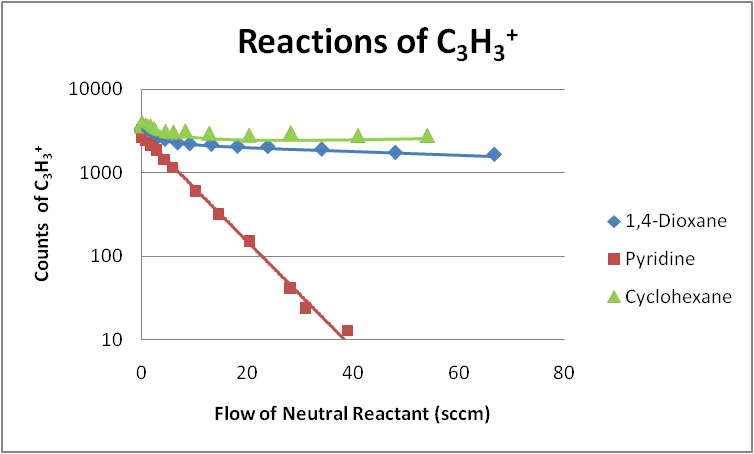 Reactions of C₃H₃⁺
10000
1000
100
10
Counts of C₃H₃⁺
0 20 40 60 80
Flow of Neutral Reactant (sccm)
1,4-Dioxane
Pyridine
Cyclohexane